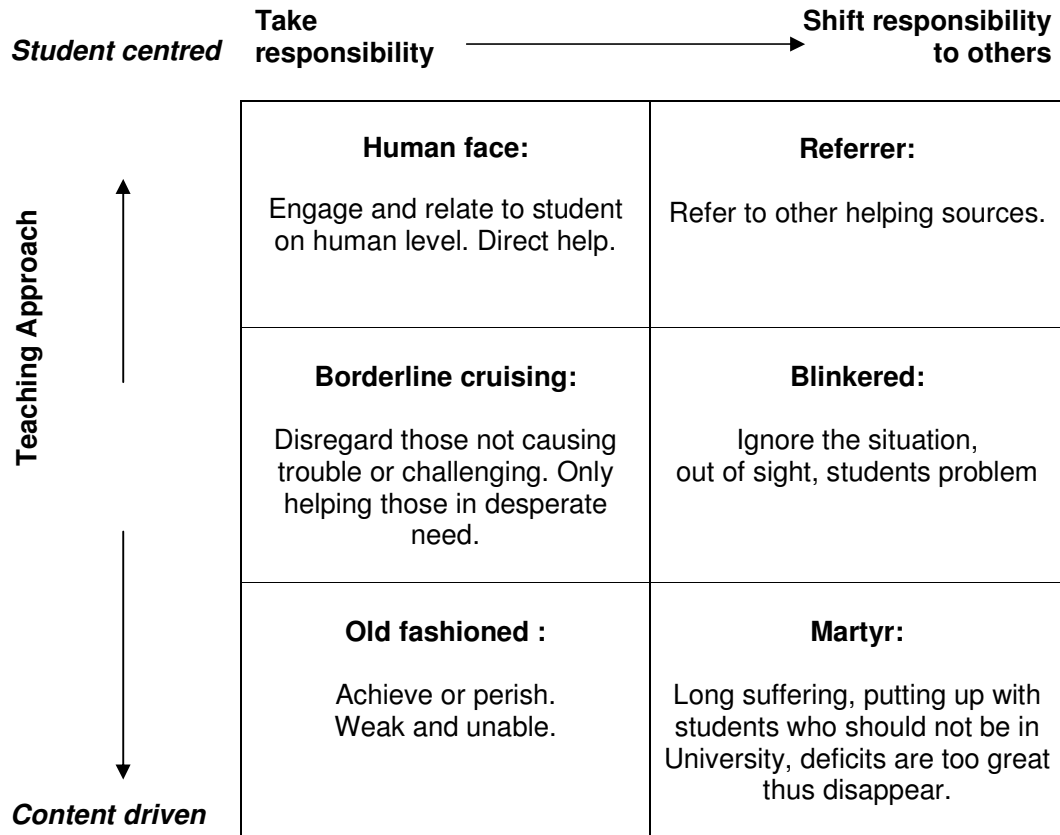 Student centred
Take
responsibility
Shift responsibility
to others
Teaching Approach
Human face:
Engage and relate to student
on human level. Direct help.
Referrer:
Refer to other helping sources.
Borderline cruising:
Disregard those not causing
trouble or challenging. Only
helping those in desperate
need.
Blinkered:
Ignore the situation,
out of sight, students problem
Old fashioned :
Achieve or perish.
Weak and unable.
Martyr:
Long suffering, putting up with
students who should not be in
University, deficits are too great
thus disappear.
Content driven